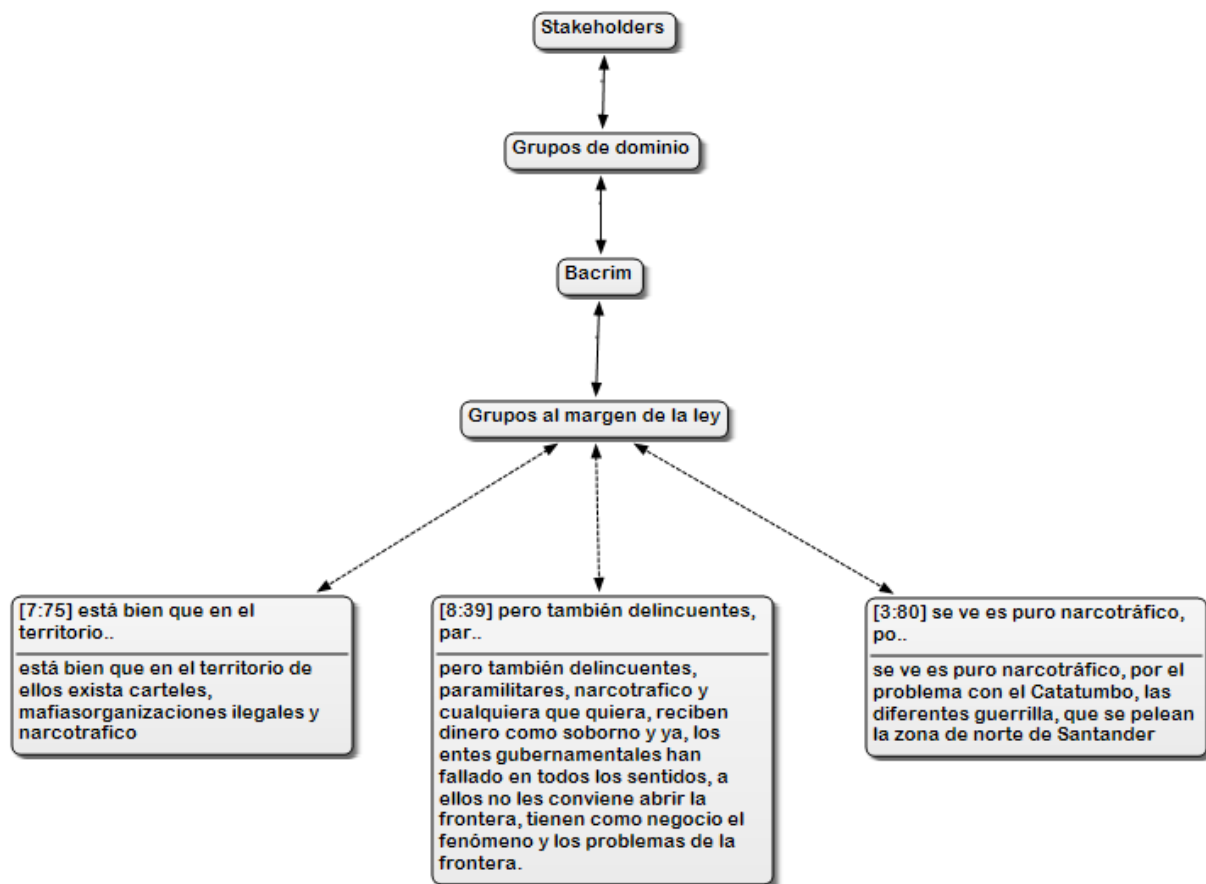 Stakeholders
Grupos de dominio
Bacrim
Grupos al margen de la ley
[7:75] está bien que en el
territorio..
está bien que en el territorio de
ellos exista carteles,
mafiasorganizaciones ilegales y
narcotrafico
[8:39] pero también delincuentes,
par..
pero también delincuentes,
paramilitares, narcotrafico y
cualquiera que quiera, reciben
dinero como soborno y ya, los
entes gubernamentales han
fallado en todos los sentidos, a
ellos no les conviene abrir la
frontera, tienen como negocio el
fenómeno y los problemas de la
frontera.
[3:80] se ve es puro narcotráfico,
po..
se ve es puro narcotráfico, por el
problema con el Catatumbo, las
diferentes guerrilla, que se pelean
la zona de norte de Santander